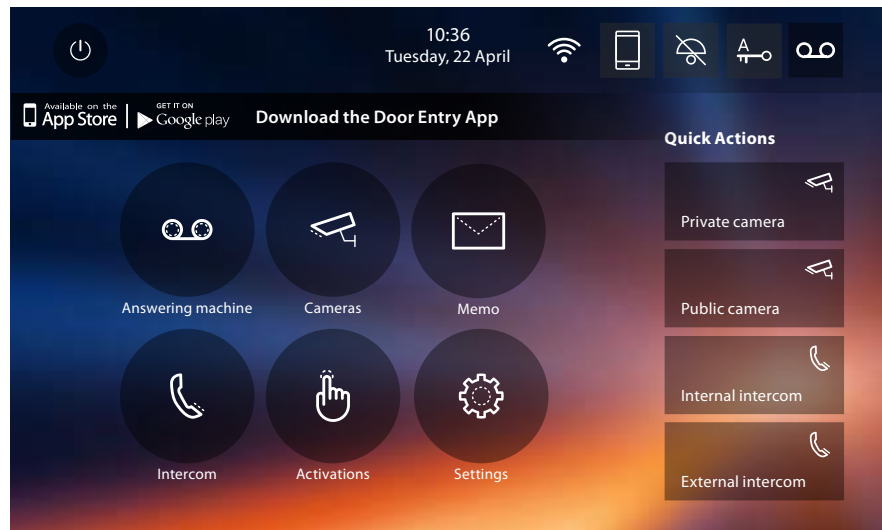 10:36
Tuesday, 22 April
A
Available on the
App Store
GET IT ON
Google play
Download the Door Entry App
Quick Actions
Private camera
Public camera
Internal intercom
External intercom
Answering machine
Cameras
Memo
Intercom
Activations
Settings